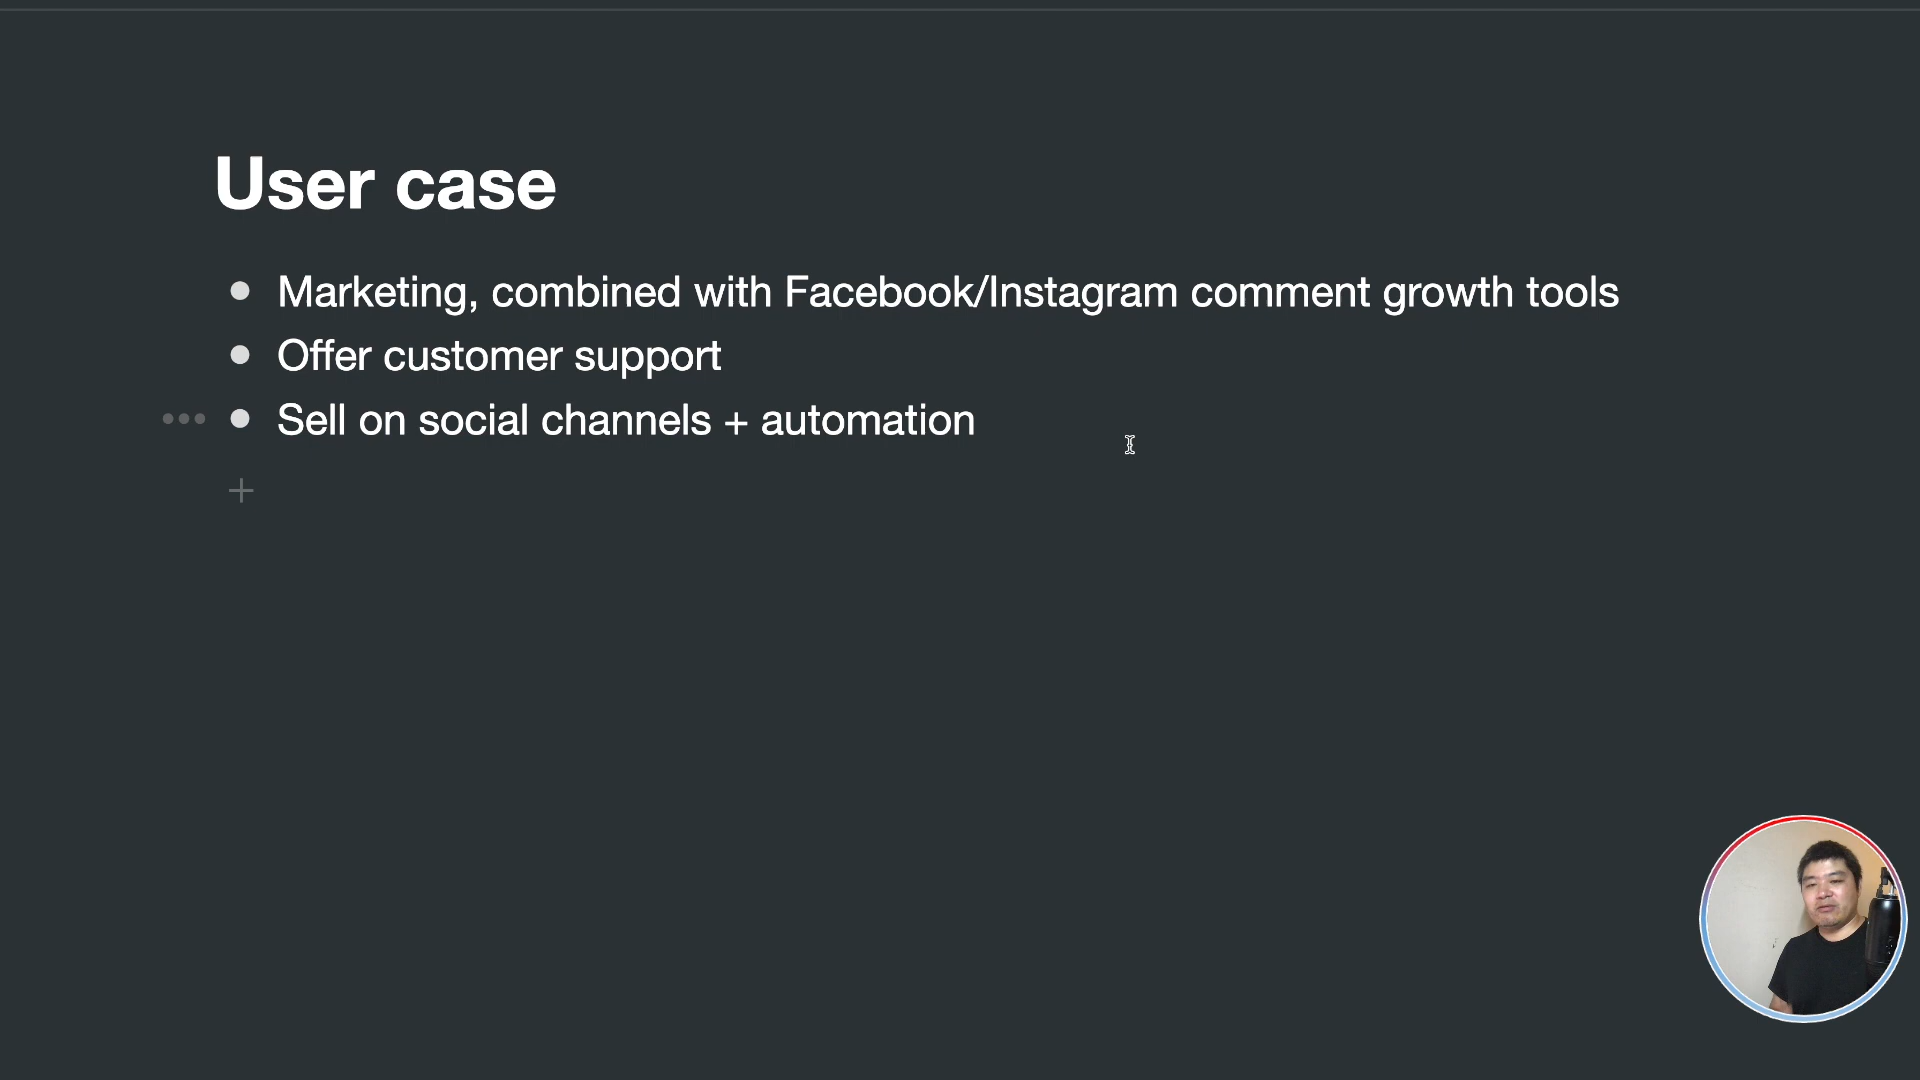 User case
Marketing, combined with Facebook/Instagram comment growth tools
Offer customer support
Sell on social channels + automation